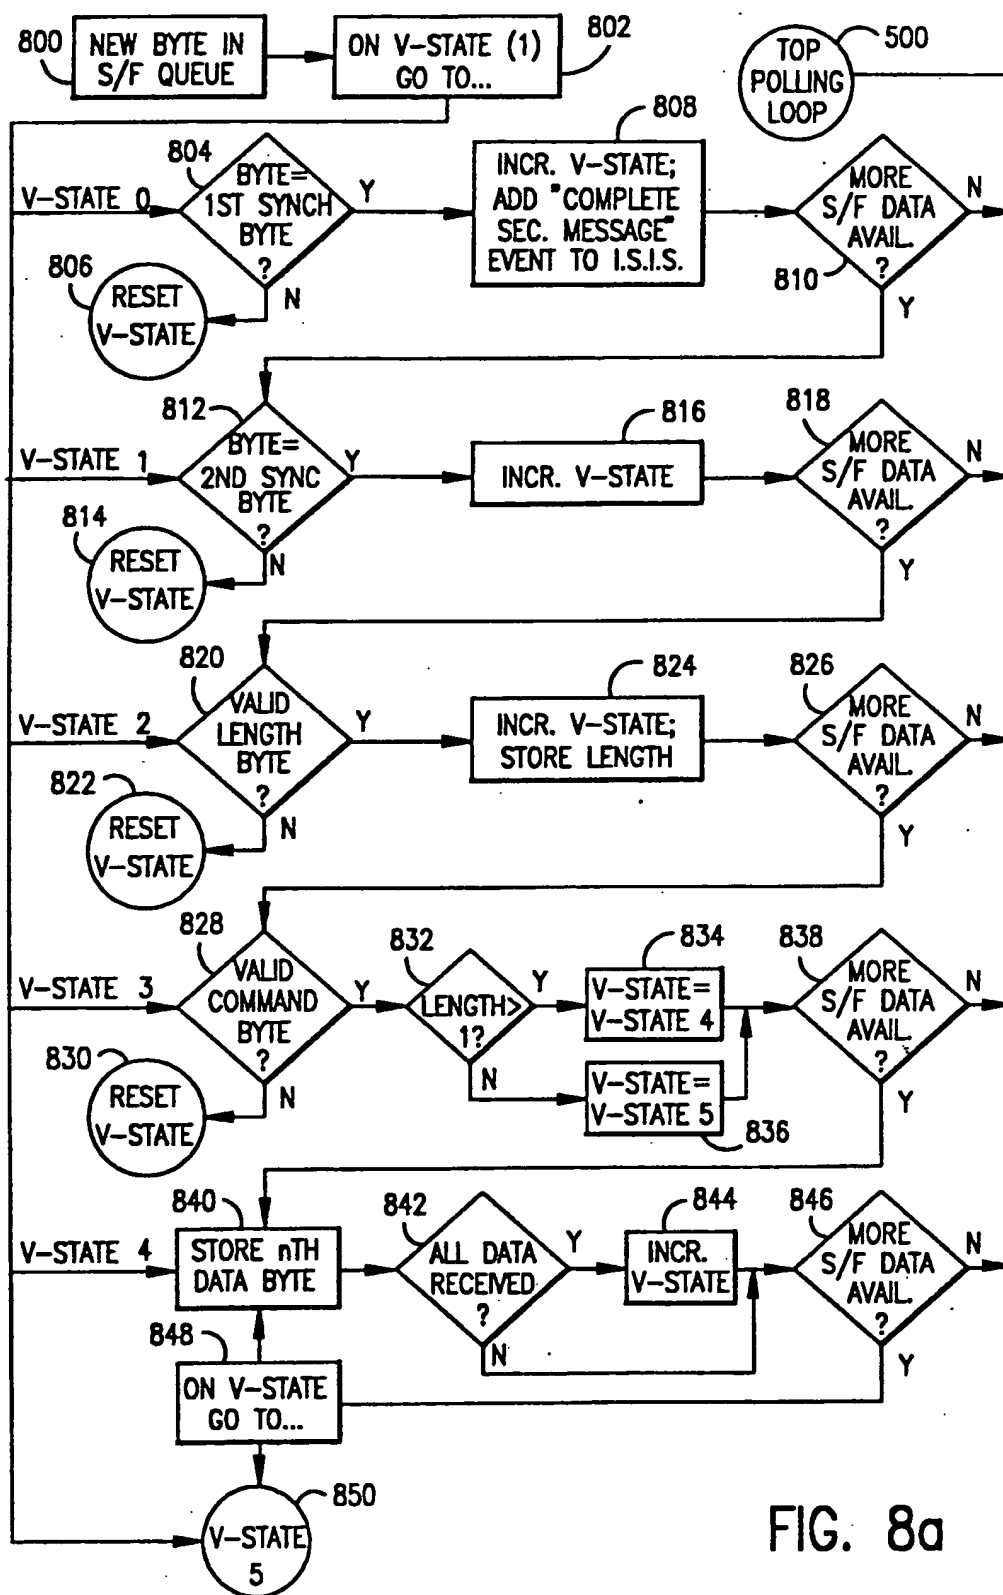 800
NEW BYTE IN
S/F QUEUE
ON V-STATE (1)
GO TO...
802
TOP
POLLING
LOOP
500
804
BYTE=
1ST SYNCH
BYTE
?
V-STATE 0
Y
N
806
RESET
V-STATE
808
INCR. V-STATE;
ADD "COMPLETE
SEC. MESSAGE"
EVENT TO I.S.I.S.
MORE
S/F DATA
AVAIL.
?
810
N
Y
812
BYTE=
2ND SYNC
BYTE
?
V-STATE 1
Y
N
814
RESET
V-STATE
816
INCR. V-STATE
818
MORE
S/F DATA
AVAIL.
?
N
Y
820
VALID
LENGTH
BYTE
?
V-STATE 2
Y
N
822
RESET
V-STATE
824
INCR. V-STATE;
STORE LENGTH
826
MORE
S/F DATA
AVAIL.
?
N
Y
828
VALID
COMMAND
BYTE
?
V-STATE 3
Y
N
830
RESET
V-STATE
832
LENGTH>
1?
Y
N
834
V-STATE=
V-STATE 4
V-STATE=
V-STATE 5
836
838
MORE
S/F DATA
AVAIL.
?
N
Y
840
V-STATE 4
STORE nTH
DATA BYTE
842
ALL DATA
RECEIVED
?
Y
N
844
INCR.
V-STATE
846
MORE
S/F DATA
AVAIL.
?
N
Y
848
ON V-STATE
GO TO...
850
V-STATE
5
FIG. 8a